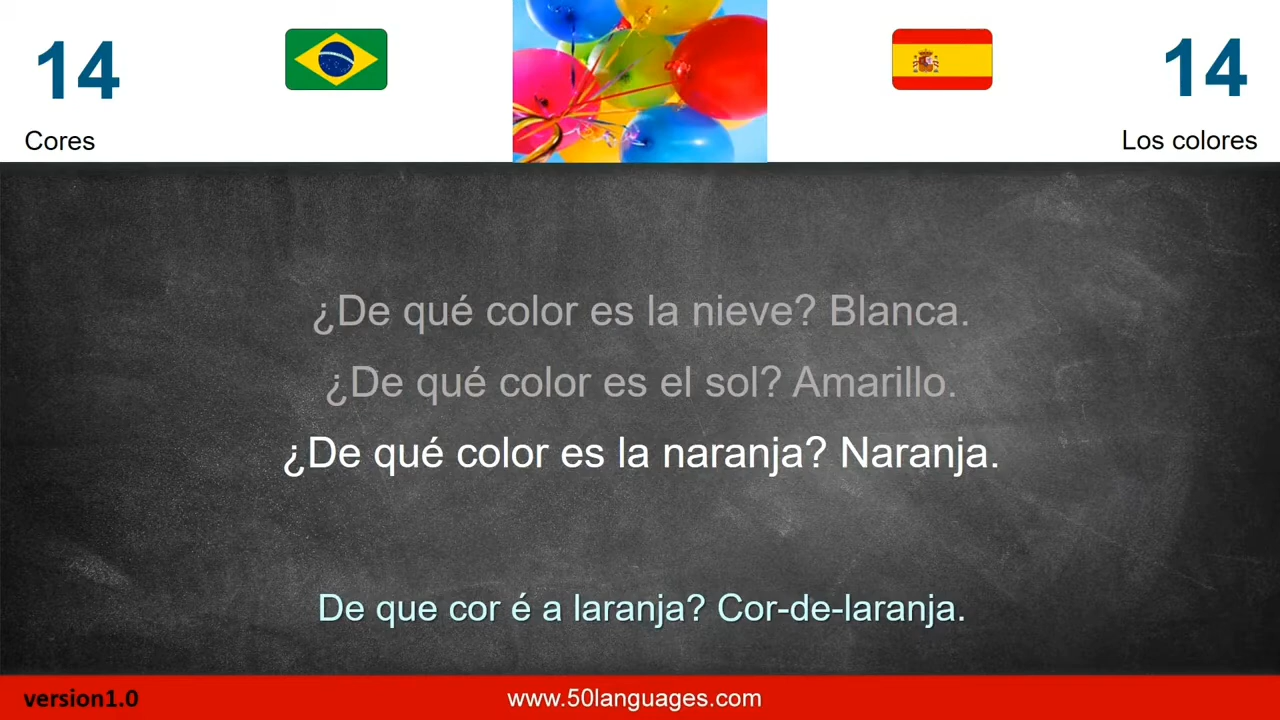 14
14
Cores
Los colores
¿De qué color es la nieve? Blanca.
¿De qué color es el sol? Amarillo.
¿De qué color es la naranja? Naranja.
De que cor é a laranja? Cor-de-laranja.
version1.0
www.50languages.com